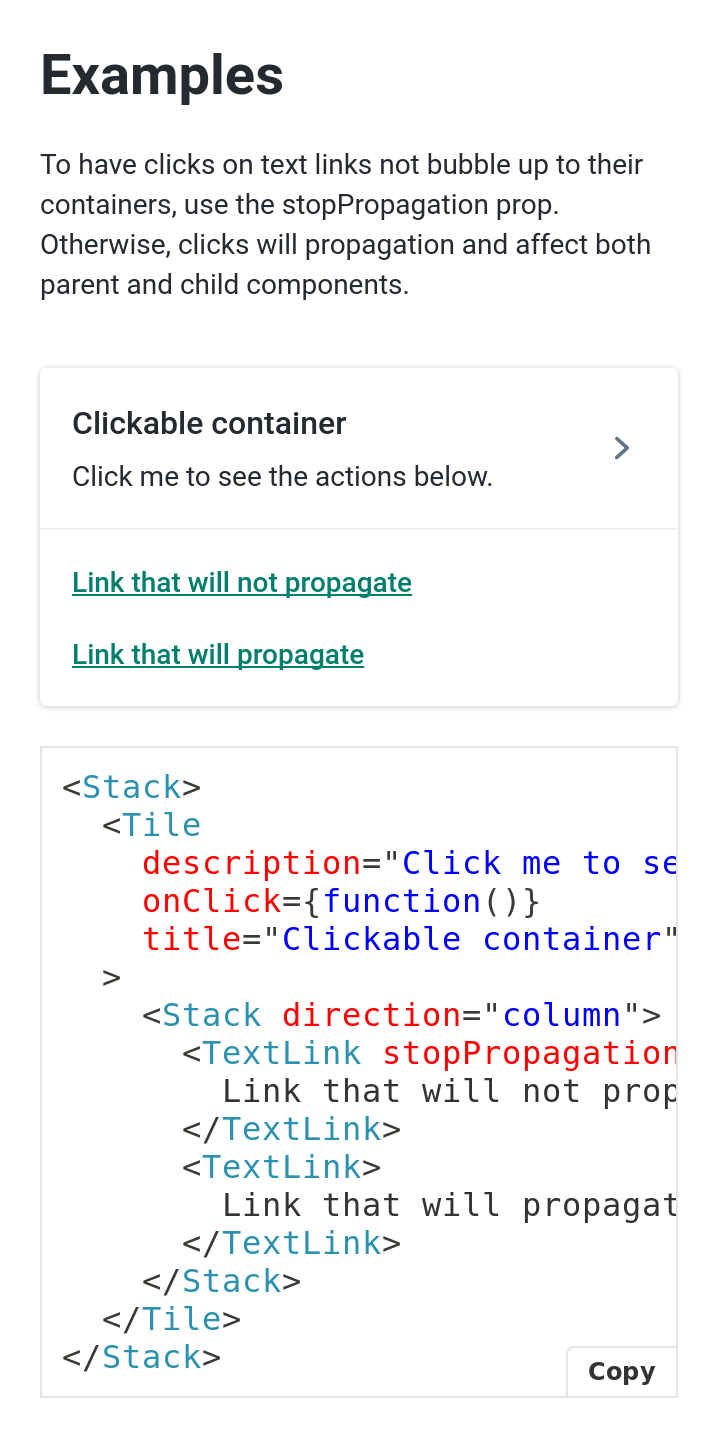 Examples
To have clicks on text links not bubble up to their
containers, use the stopPropagation prop.
Otherwise, clicks will propagation and affect both
parent and child components.
Clickable container
Click me to see the actions below.
Link that will not propagate
Link that will propagate
<Stack>
  <Tile
    description="Click me to se
    onClick={function()}
    title="Clickable container"
  >
    <Stack direction="column">
      <TextLink stopPropagation
        Link that will not prop
      </TextLink>
      <TextLink>
        Link that will propagat
      </TextLink>
    </Stack>
  </Tile>
</Stack>
Copy